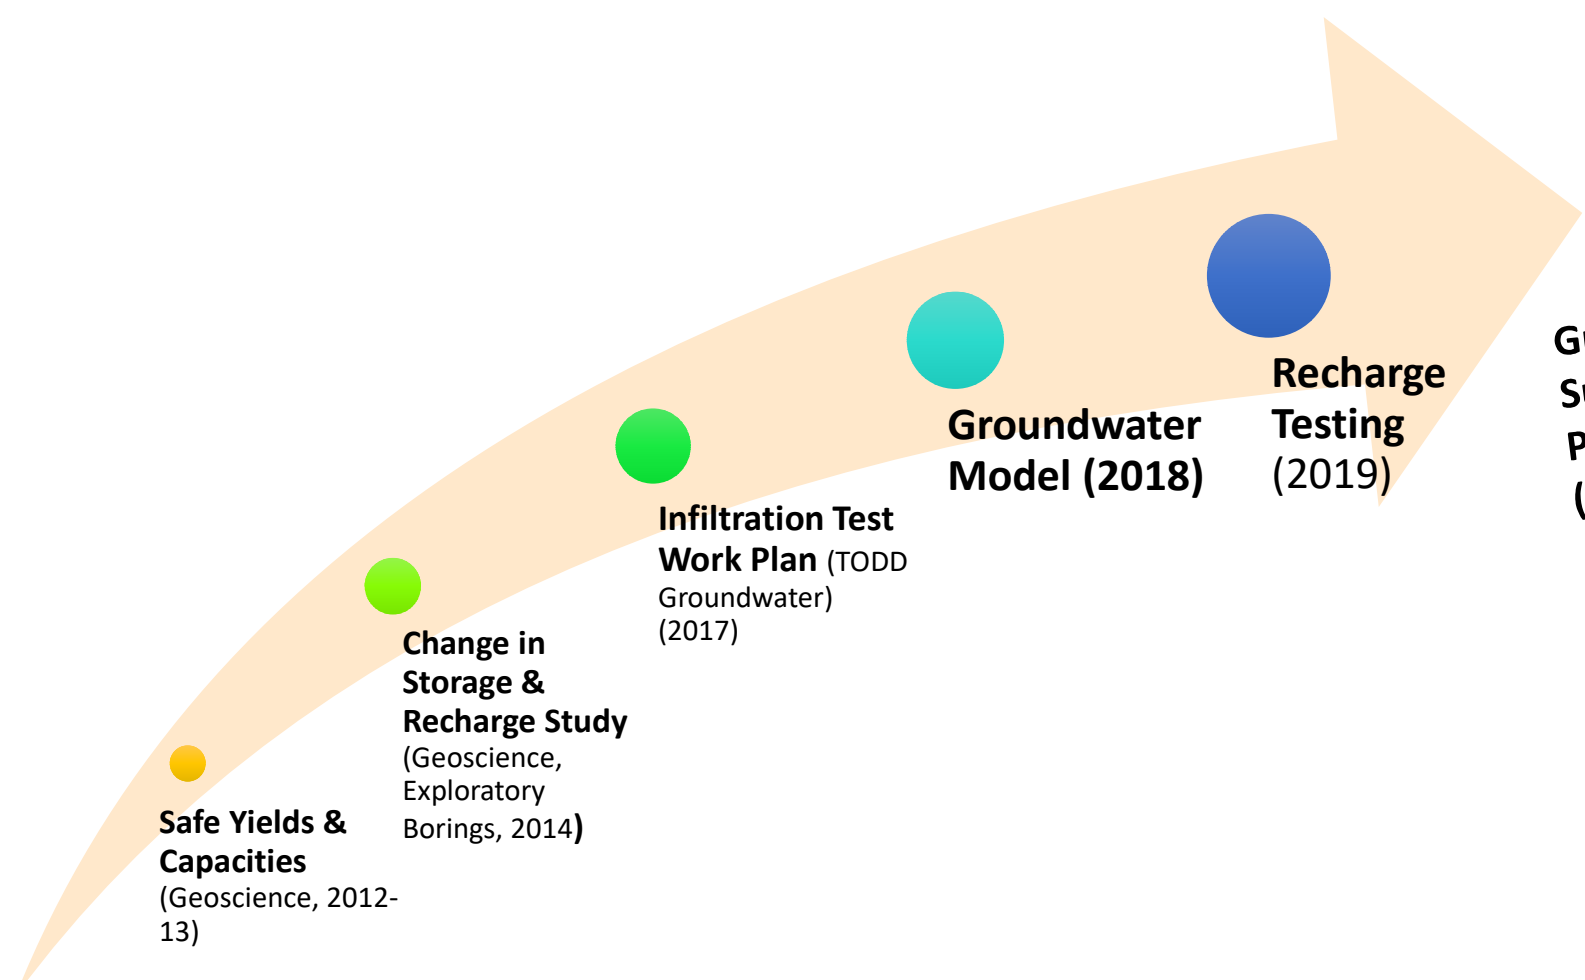 Safe Yields &
Capacities
(Geoscience, 2012-
13)
Change in
Storage &
Recharge Study
(Geoscience,
Exploratory
Borings, 2014)
Infiltration Test
Work Plan (TODD
Groundwater)
(2017)
Groundwater
Model (2018)
Recharge
Testing
(2019)